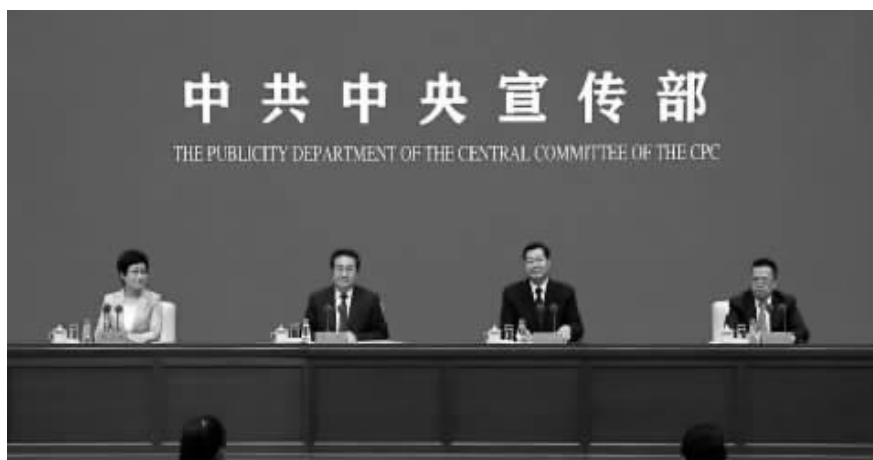 中共中央宣传部
THE PUBLICITY DEPARTMENT OF THE CENTRAL COMMITTEE OF THE CPC